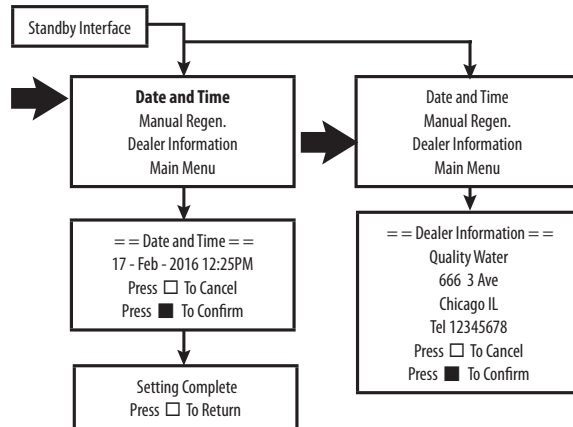 Standby Interface
Date and Time
Manual Regen.
Dealer Information
Main Menu
= = Date and Time = =
17 - Feb - 2016 12:25PM
Press □ To Cancel
Press ■ To Confirm
Setting Complete
Press □ To Return
Date and Time
Manual Regen.
Dealer Information
Main Menu
= = Dealer Information = =
Quality Water
666 3 Ave
Chicago IL
Tel 12345678
Press □ To Cancel
Press ■ To Confirm